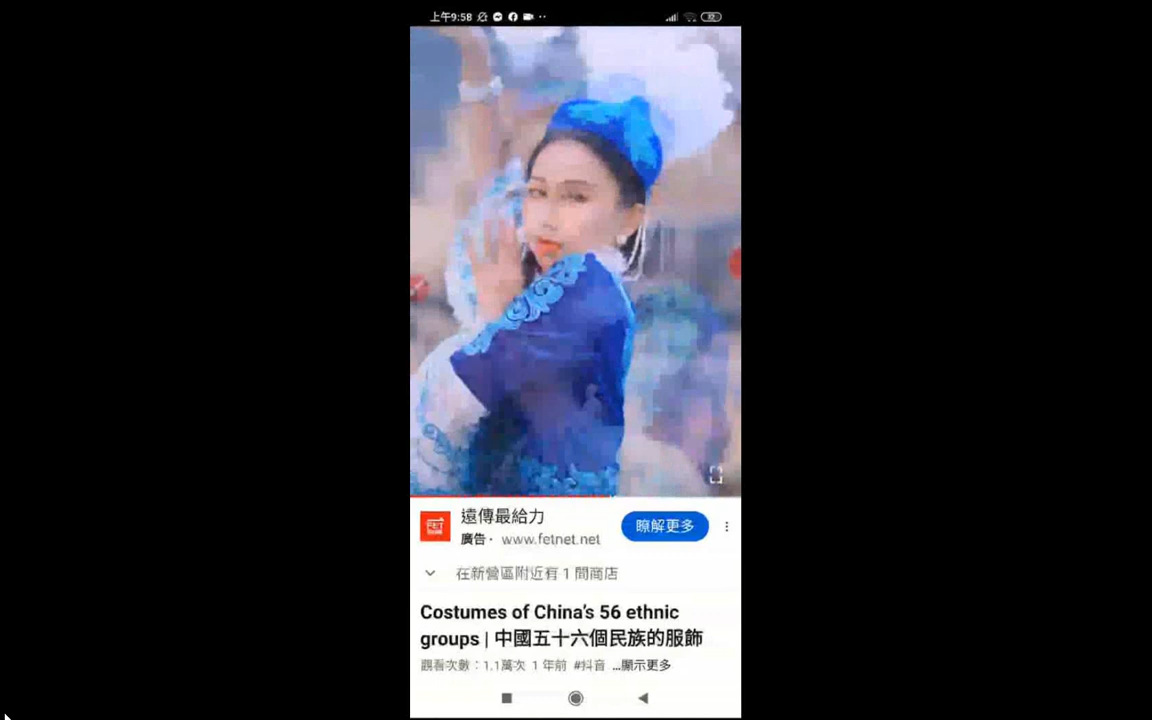 上午9:58
遠傳最給力
瞭解更多
廣告· www.fetnet.net
在新營區附近有 1 間商店
Costumes of China's 56 ethnic
groups | 中國五十六個民族的服飾
觀看次數：1.1萬次 1 年前 #抖音 ...顯示更多